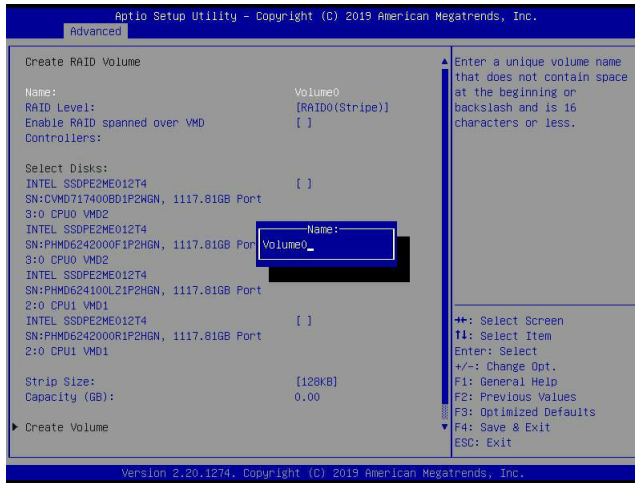 Aptio Setup Utility – Copyright (C) 2019 American Megatrends, Inc.
Advanced
Create RAID Volume
Name: Volume0
RAID Level: [RAID0(Stripe)]
Enable RAID spanned over VMD [ ]
Controllers:
Select Disks:
INTEL SSDPE2ME012T4 [ ]
SN:CVMD717400BD1P2WGN, 1117.81GB Port
3:0 CPU0 VMD2
INTEL SSDPE2ME012T4
SN:PHMD6242000F1P2HGN, 1117.81GB Por
3:0 CPU0 VMD2
INTEL SSDPE2ME012T4
SN:PHMD624100LZ1P2HGN, 1117.81GB Port
2:0 CPU1 VMD1
INTEL SSDPE2ME012T4 [ ]
SN:PHMD6242000R1P2HGN, 1117.81GB Port
2:0 CPU1 VMD1
Strip Size: [128KB]
Capacity (GB): 0.00
Create Volume
Name:
Volume0_
Enter a unique volume name
that does not contain space
at the beginning or
backslash and is 16
characters or less.
→←: Select Screen
↑↓: Select Item
Enter: Select
+/-: Change Opt.
F1: General Help
F2: Previous Values
F3: Optimized Defaults
F4: Save & Exit
ESC: Exit
Version 2.20.1274. Copyright (C) 2019 American Megatrends, Inc.